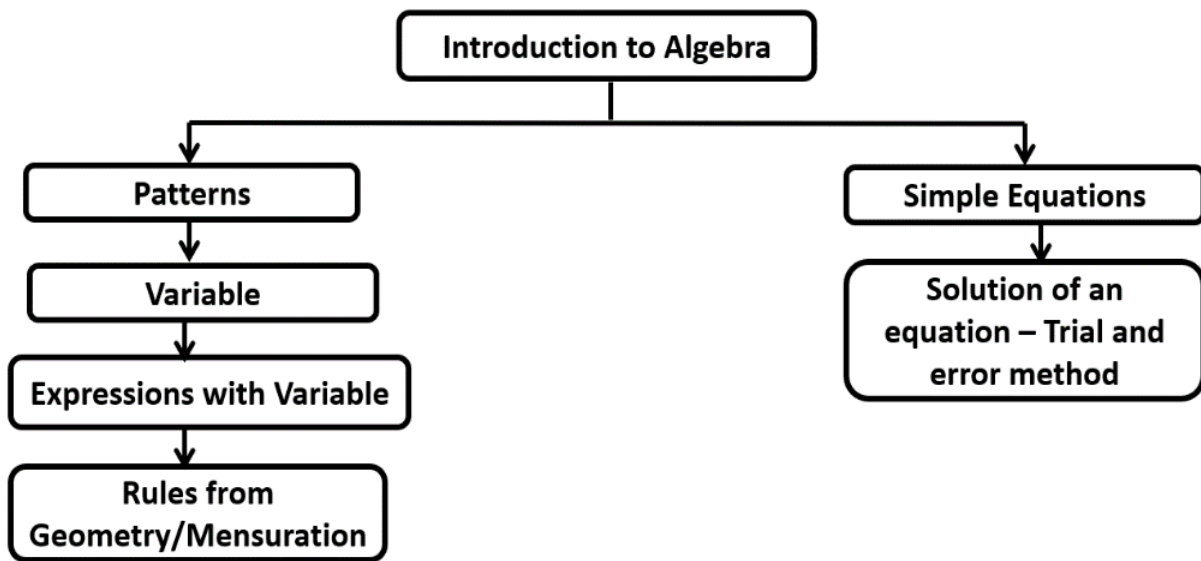 Introduction to Algebra
Patterns
Variable
Expressions with Variable
Rules from
Geometry/Mensuration
Simple Equations
Solution of an
equation – Trial and
error method